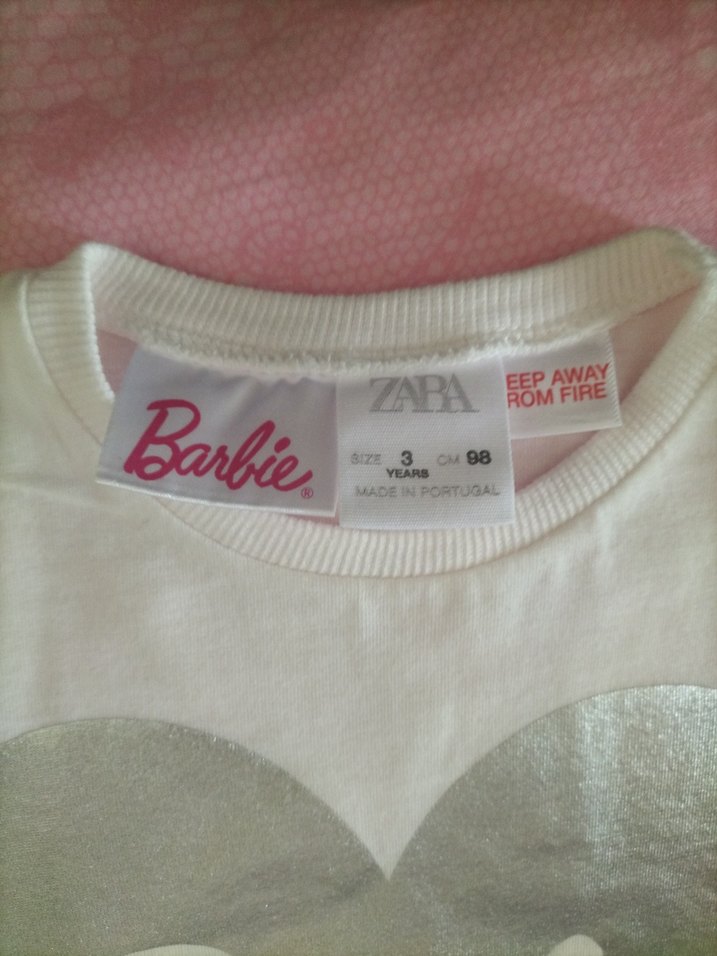 Barbie®
ZARA
SIZE 3 CM 98
YEARS
MADE IN PORTUGAL
EEP AWAY
ROM FIRE